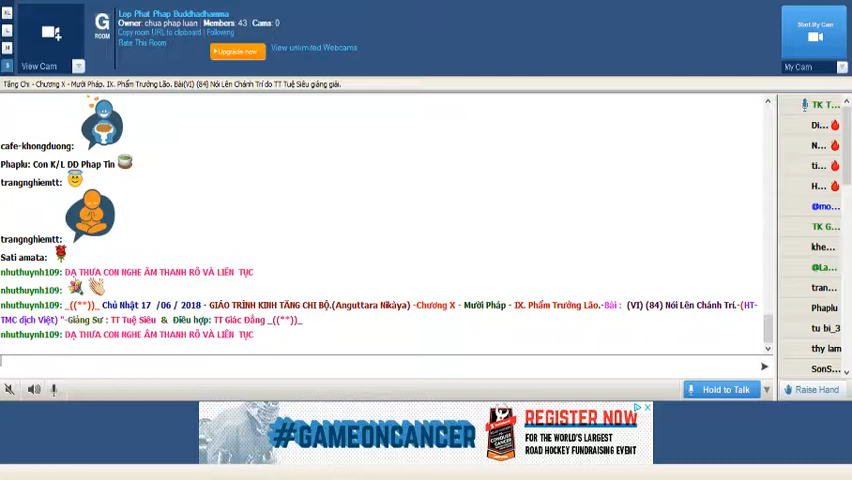 Lop Phat Phap Buddhadhamma
Owner: chua phap luan | Members: 43 | Cams: 0
Copy room URL to clipboard | Following
Rate This Room
G
ROOM
Upgrade now
View unlimited Webcams
View Cam
Start My Cam
My Cam
Tăng Chi - Chương X - Mười Pháp. IX. Phẩm Trưởng Lão. Bài(VI) (84) Nói Lên Chánh Trí do TT Tuệ Siêu giảng giải.
cafe-khongduong:
Phaplu: Con K/L ĐĐ Phap Tin
trangnghiemtt:
trangnghiemtt:
Sati amata:
nhuthuynh109: DẠ THƯA CON NGHE ÂM THANH RÕ VÀ LIÊN TỤC
nhuthuynh109:
nhuthuynh109: _((**))_ Chủ Nhật 17 /06 / 2018 - GIÁO TRÌNH KINH TĂNG CHI BỘ.(Anguttara Nikàya) -Chương X - Mười Pháp - IX. Phẩm Trưởng Lão.-Bài : (VI) (84) Nói Lên Chánh Trí.-(HT-
TMC dịch Việt) "-Giảng Sư : TT Tuệ Siêu & Điều hợp: TT Giác Đẳng _((**))_
nhuthuynh109: DẠ THƯA CON NGHE ÂM THANH RÕ VÀ LIÊN TỤC
TK T...
Di...
N...
ti...
H...
@mo...
TK G...
khe...
@La...
tran...
Phaplu
tu bi_3
thy lam
SonS...
Hold to Talk
Raise Hand
#GAMEONCANCER
REGISTER NOW
FOR THE WORLD'S LARGEST
ROAD HOCKEY FUNDRAISING EVENT